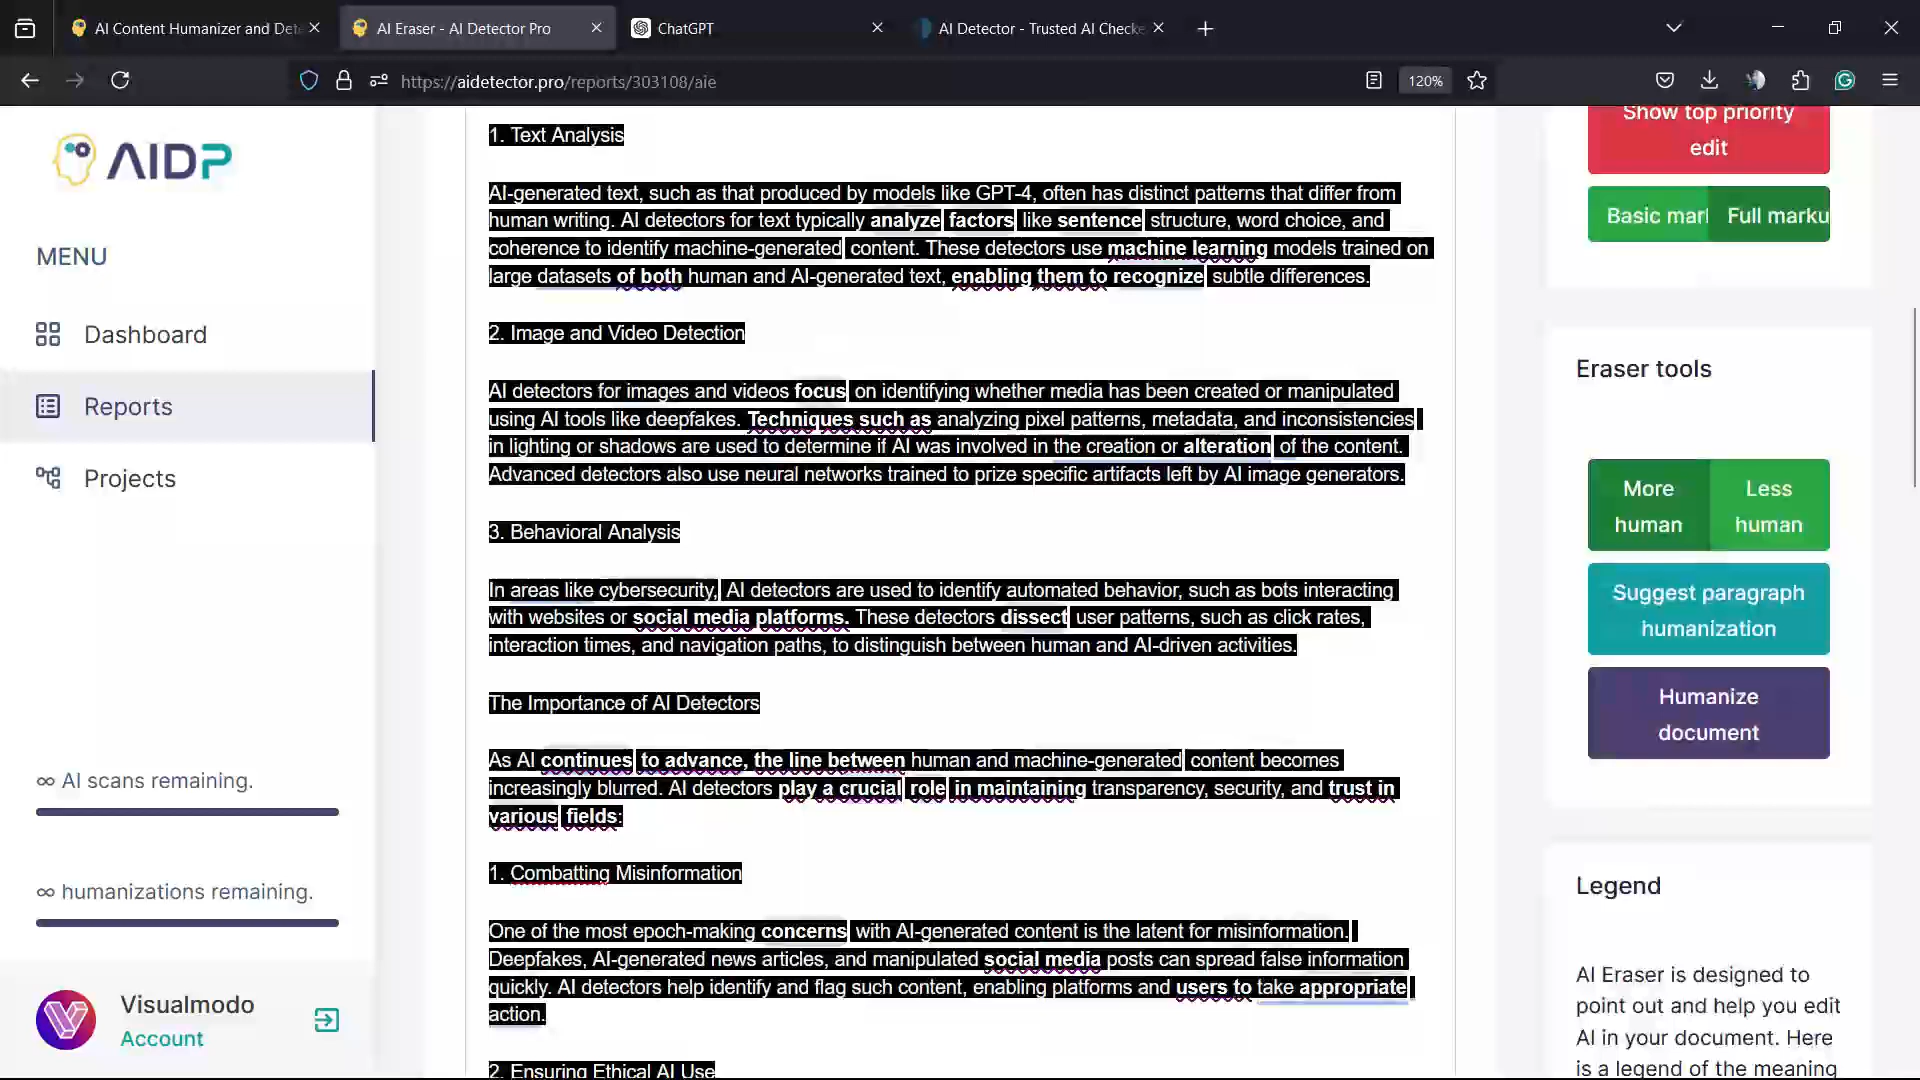 AI Content Humanizer and Det
AI Eraser - AI Detector Pro
ChatGPT
AI Detector - Trusted AI Checke
https://aidetector.pro/reports/303108/aie
120%
AIDP
MENU
Dashboard
Reports
Projects
∞ AI scans remaining.
∞ humanizations remaining.
Visualmodo
Account
1. Text Analysis
AI-generated text, such as that produced by models like GPT-4, often has distinct patterns that differ from
human writing. AI detectors for text typically analyze factors like sentence structure, word choice, and
coherence to identify machine-generated content. These detectors use machine learning models trained on
large datasets of both human and AI-generated text, enabling them to recognize subtle differences.
2. Image and Video Detection
AI detectors for images and videos focus on identifying whether media has been created or manipulated
using AI tools like deepfakes. Techniques such as analyzing pixel patterns, metadata, and inconsistencies
in lighting or shadows are used to determine if AI was involved in the creation or alteration of the content.
Advanced detectors also use neural networks trained to prize specific artifacts left by AI image generators.
3. Behavioral Analysis
In areas like cybersecurity, AI detectors are used to identify automated behavior, such as bots interacting
with websites or social media platforms. These detectors dissect user patterns, such as click rates,
interaction times, and navigation paths, to distinguish between human and AI-driven activities.
The Importance of AI Detectors
As AI continues to advance, the line between human and machine-generated content becomes
increasingly blurred. AI detectors play a crucial role in maintaining transparency, security, and trust in
various fields:
1. Combatting Misinformation
One of the most epoch-making concerns with AI-generated content is the latent for misinformation.
Deepfakes, AI-generated news articles, and manipulated social media posts can spread false information
quickly. AI detectors help identify and flag such content, enabling platforms and users to take appropriate
action.
2. Ensuring Ethical AI Use
Show top priority
edit
Basic mar
Full marku
Eraser tools
More
human
Less
human
Suggest paragraph
humanization
Humanize
document
Legend
AI Eraser is designed to
point out and help you edit
AI in your document. Here
is a legend of the meaning